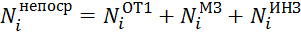 N_i^непоср = N_i^ОТ1 + N_i^МЗ + N_i^ИНЗ